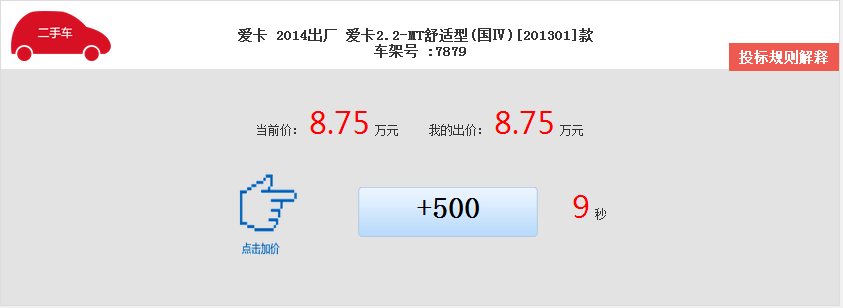 二手车
爱卡 2014出厂 爱卡2.2-MT舒适型(国Ⅳ)[201301]款
车架号 :7879
投标规则解释
当前价: 8.75 万元 我的出价: 8.75 万元
+500 9 秒
点击加价